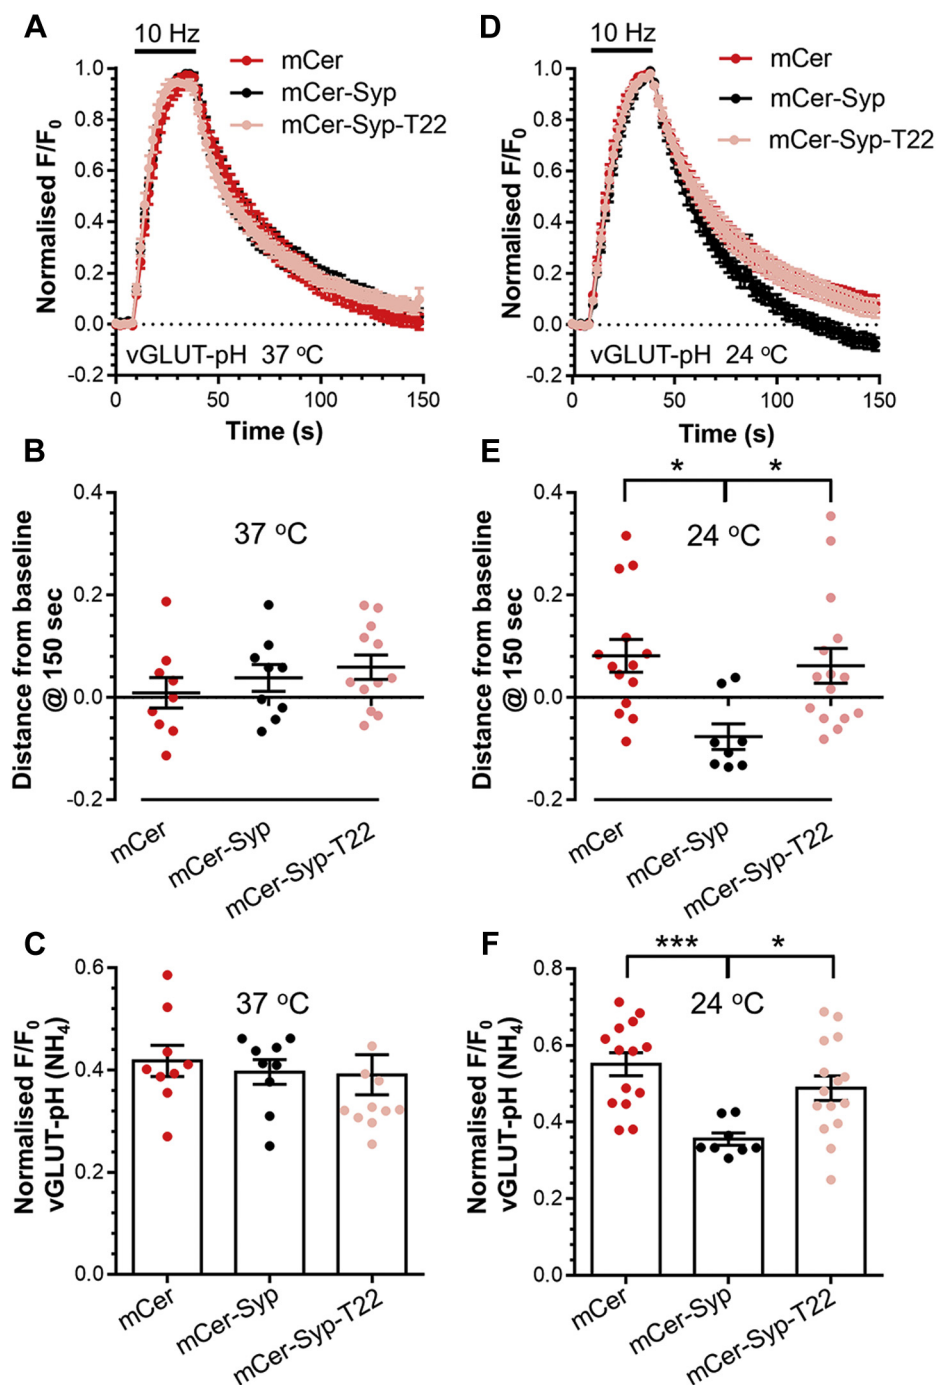 A
10 Hz
mCer
mCer-Syp
mCer-Syp-T22
Normalised F/F0
1.0
0.8
0.6
0.4
0.2
0.0
-0.2
vGLUT-pH 37 ºC
0
50
100
150
Time (s)
D
10 Hz
mCer
mCer-Syp
mCer-Syp-T22
Normalised F/F0
1.0
0.8
0.6
0.4
0.2
0.0
-0.2
vGLUT-pH 24 ºC
0
50
100
150
Time (s)
B
37 ºC
Distance from baseline
@ 150 sec
0.4
0.2
0.0
-0.2
mCer
mCer-Syp
mCer-Syp-T22
E
* *
24 ºC
Distance from baseline
@ 150 sec
0.4
0.2
0.0
-0.2
mCer
mCer-Syp
mCer-Syp-T22
C
37 ºC
Normalised F/F0
vGLUT-pH (NH4)
0.6
0.4
0.2
0.0
mCer
mCer-Syp
mCer-Syp-T22
F
*** *
24 ºC
Normalised F/F0
vGLUT-pH (NH4)
0.8
0.6
0.4
0.2
0.0
mCer
mCer-Syp
mCer-Syp-T22